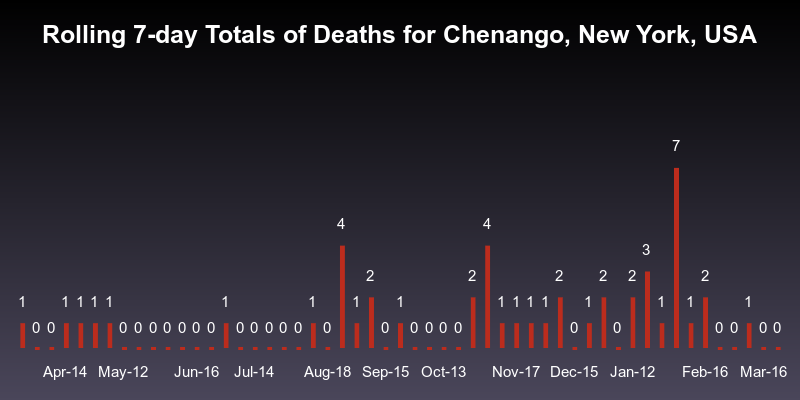 Rolling 7-day Totals of Deaths for Chenango, New York, USA
1 0 0 1 1 1 1 0 0 0 0 0 0 0 1 0 0 0 0 0 1 0 4 1 2 0 1 0 0 0 0 2 4 1 1 1 1 2 0 1 2 0 2 3 1 7 1 2 0 0 1 0 0
Apr-14 May-12 Jun-16 Jul-14 Aug-18 Sep-15 Oct-13 Nov-17 Dec-15 Jan-12 Feb-16 Mar-16